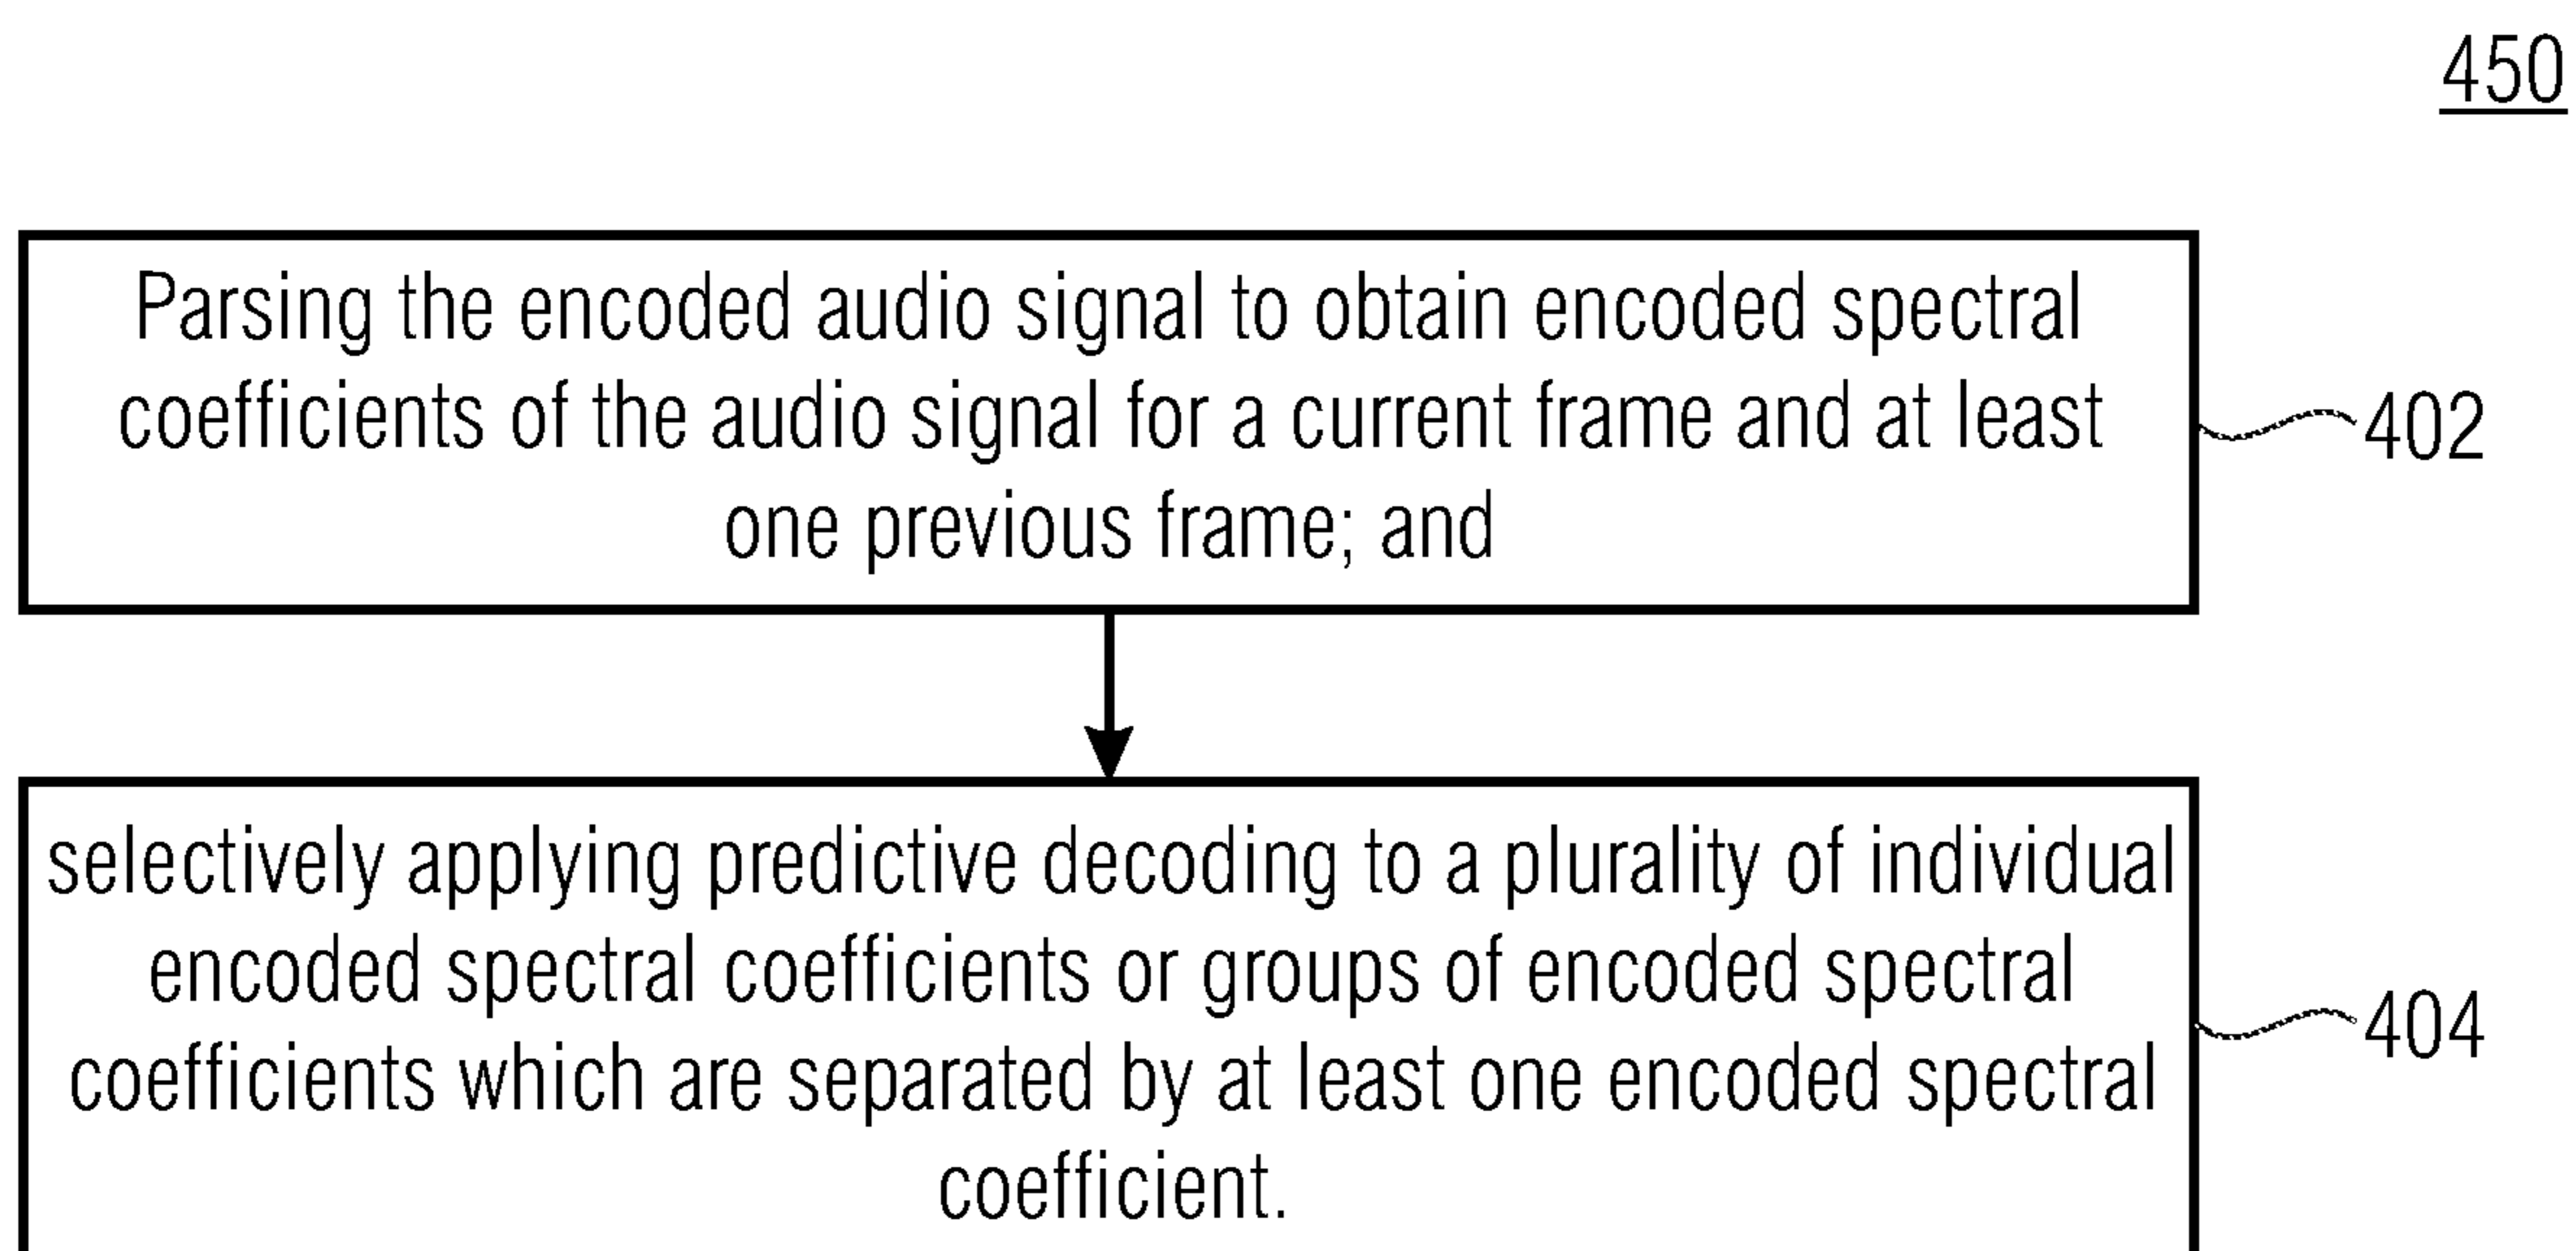 450
Parsing the encoded audio signal to obtain encoded spectral
coefficients of the audio signal for a current frame and at least
one previous frame; and
402
selectively applying predictive decoding to a plurality of individual
encoded spectral coefficients or groups of encoded spectral
coefficients which are separated by at least one encoded spectral
coefficient.
404